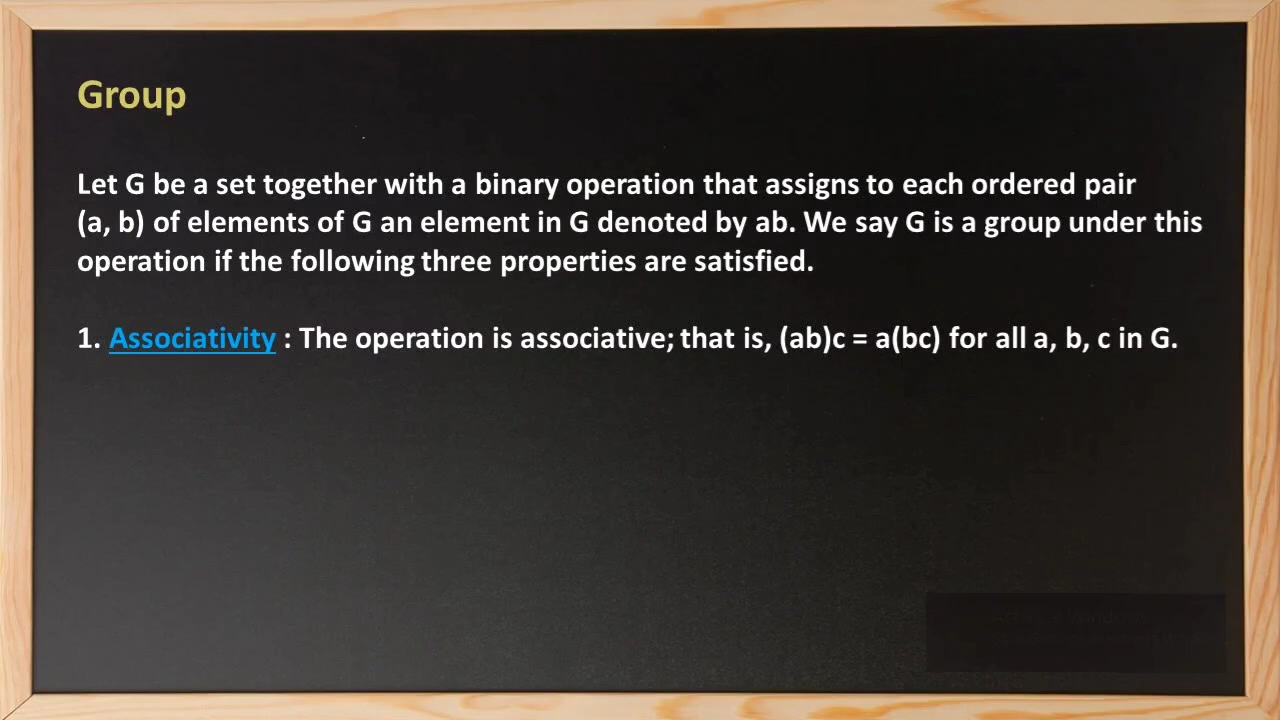 Group
Let G be a set together with a binary operation that assigns to each ordered pair
(a, b) of elements of G an element in G denoted by ab. We say G is a group under this
operation if the following three properties are satisfied.
1. Associativity : The operation is associative; that is, (ab)c = a(bc) for all a, b, c in G.